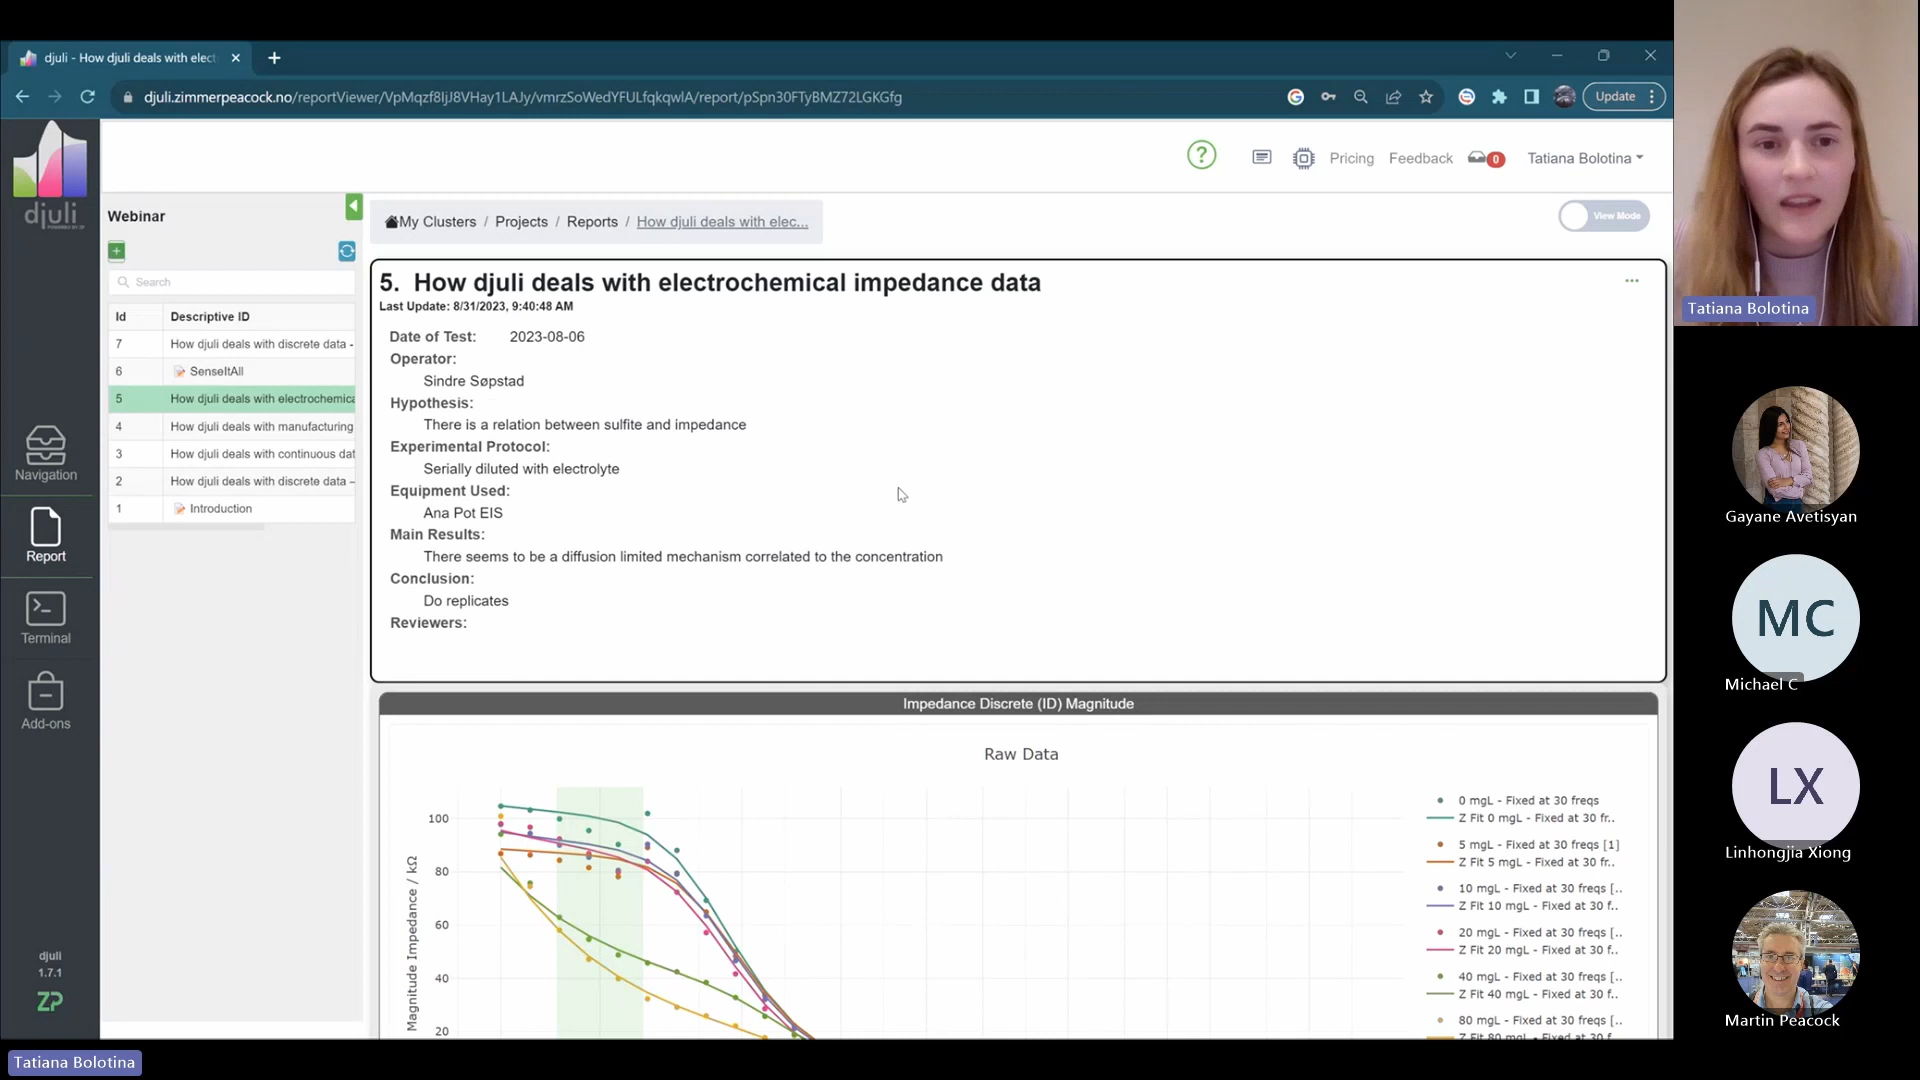 djuli - How djuli deals with elect
djuli.zimmerpeacock.no/reportViewer/VpMqzf8IjJ8VHay1LAJy/vmrzSoWedYFULfqkqwlA/report/pSpn30FTyBMZ72LGKGfg
Update
djuli
Pricing
Feedback
0
Tatiana Bolotina
Webinar
My Clusters / Projects / Reports / How djuli deals with elec...
View Mode
Search
Id Descriptive ID
7 How djuli deals with discrete data -
6 SenseItAll
5 How djuli deals with electrochemica
4 How djuli deals with manufacturing
3 How djuli deals with continuous dat
2 How djuli deals with discrete data –
1 Introduction
Navigation
Report
Terminal
Add-ons
djuli
1.7.1
ZP
5. How djuli deals with electrochemical impedance data
Last Update: 8/31/2023, 9:40:48 AM
Date of Test: 2023-08-06
Operator:
Sindre Søpstad
Hypothesis:
There is a relation between sulfite and impedance
Experimental Protocol:
Serially diluted with electrolyte
Equipment Used:
Ana Pot EIS
Main Results:
There seems to be a diffusion limited mechanism correlated to the concentration
Conclusion:
Do replicates
Reviewers:
Impedance Discrete (ID) Magnitude
Raw Data
Magnitude Impedance / kΩ
100
80
60
40
20
0 mgL - Fixed at 30 freqs
Z Fit 0 mgL - Fixed at 30 fr..
5 mgL - Fixed at 30 freqs [1]
Z Fit 5 mgL - Fixed at 30 fr..
10 mgL - Fixed at 30 freqs [..
Z Fit 10 mgL - Fixed at 30 f..
20 mgL - Fixed at 30 freqs [..
Z Fit 20 mgL - Fixed at 30 f..
40 mgL - Fixed at 30 freqs [..
Z Fit 40 mgL - Fixed at 30 f..
80 mgL - Fixed at 30 freqs [..
Z Fit 80 mgL - Fixed at 30 f..
Tatiana Bolotina
Gayane Avetisyan
MC
Michael C
LX
Linhongjia Xiong
Martin Peacock
Tatiana Bolotina